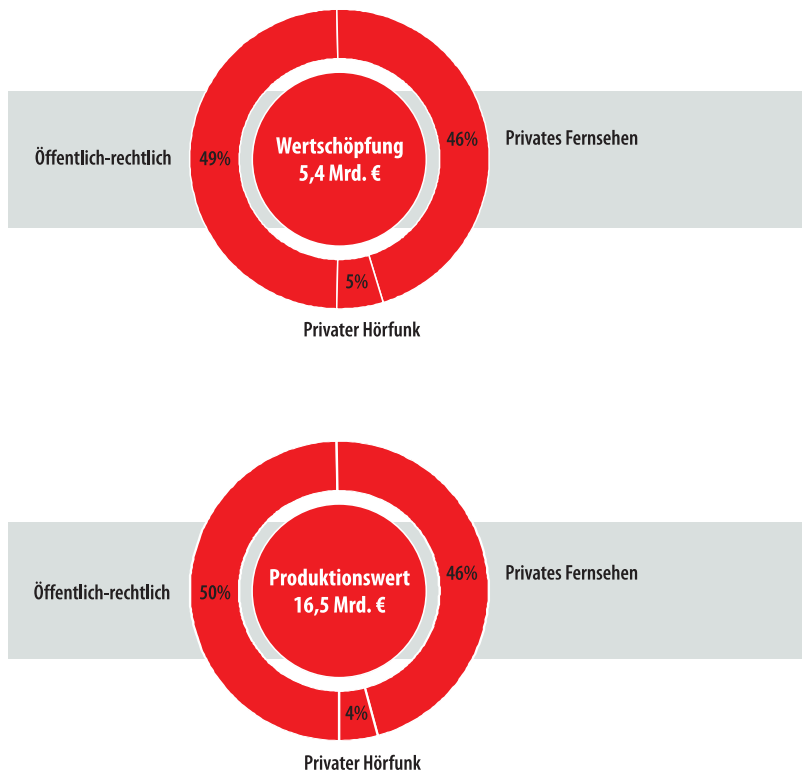 Öffentlich-rechtlich
49%
Wertschöpfung
5,4 Mrd. €
46%
Privates Fernsehen
5%
Privater Hörfunk
Öffentlich-rechtlich
50%
Produktionswert
16,5 Mrd. €
46%
Privates Fernsehen
4%
Privater Hörfunk